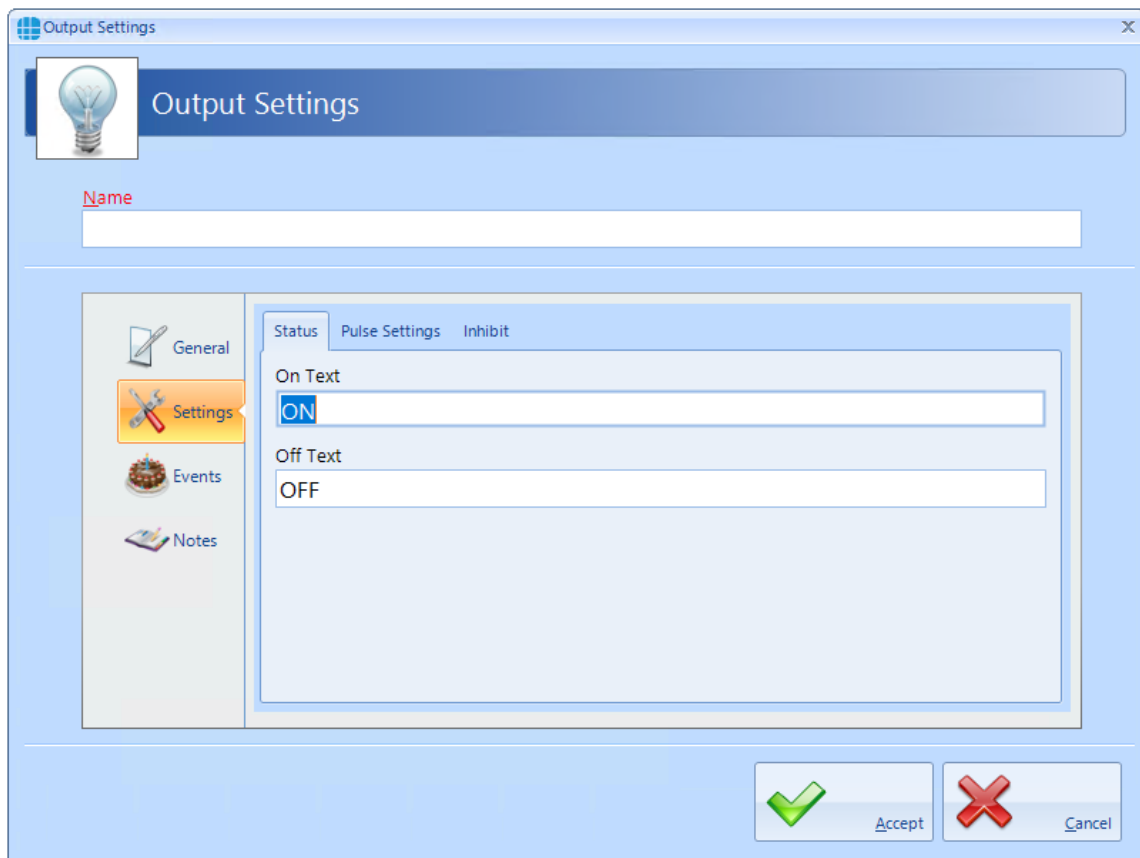 Output Settings
Output Settings
Name
General
Settings
Events
Notes
Status Pulse Settings Inhibit
On Text
ON
Off Text
OFF
Accept
Cancel